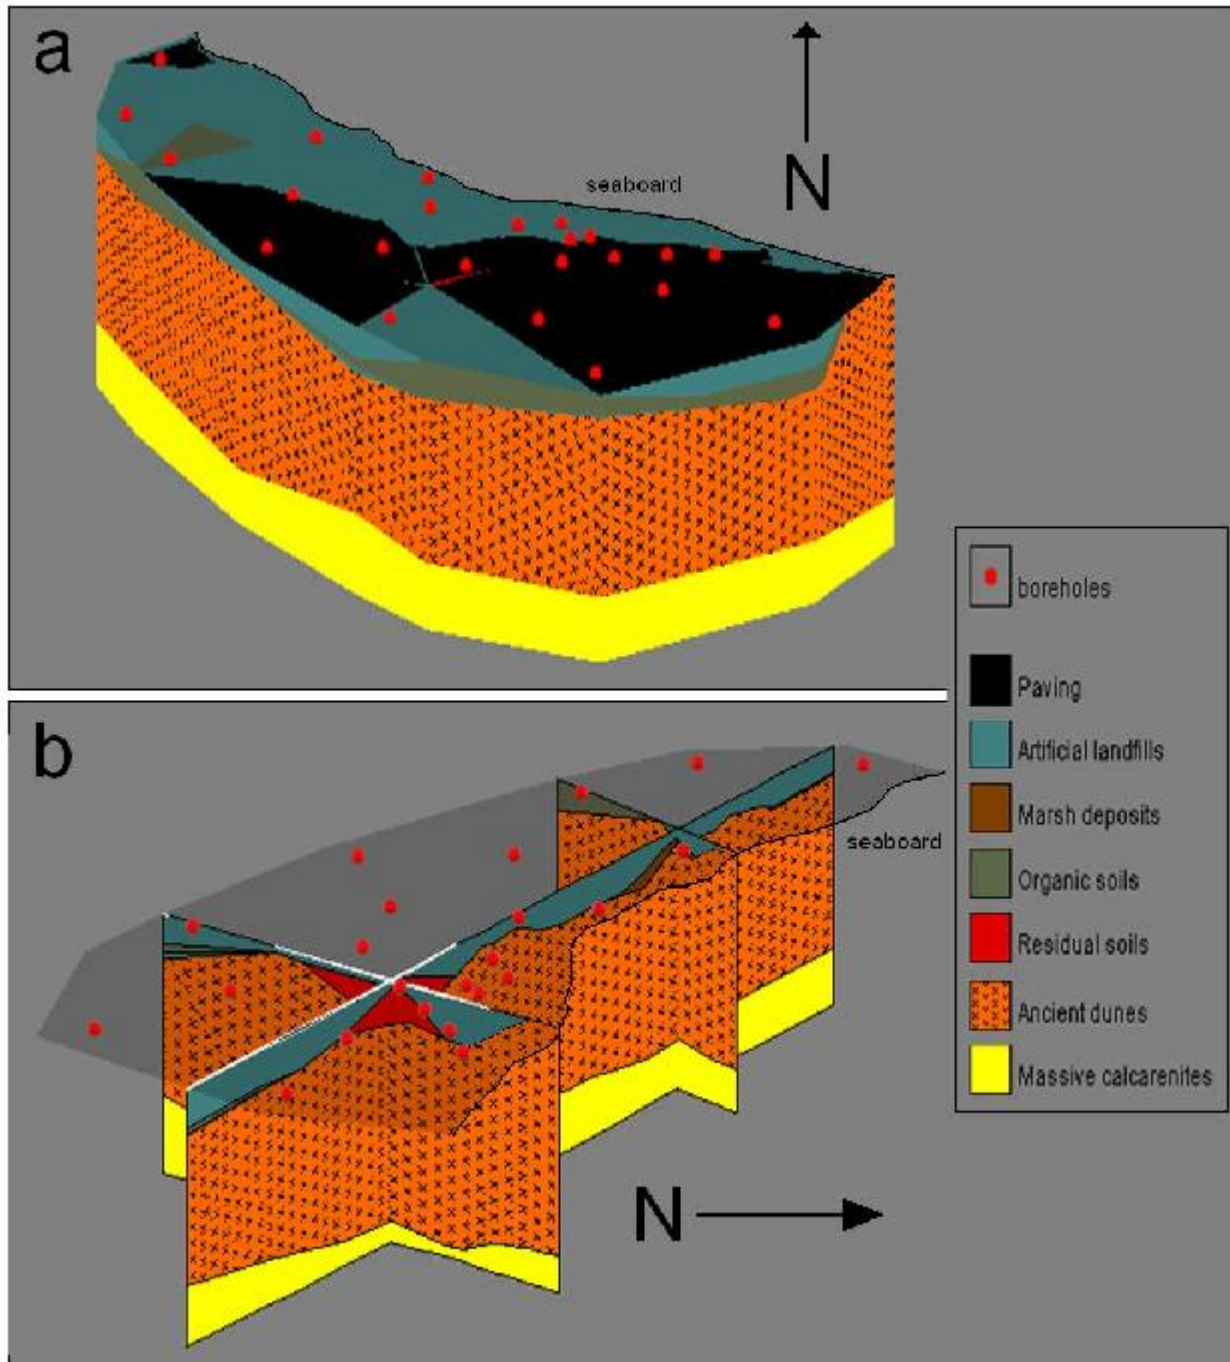 a
N
seaboard
boreholes
Paving
Artificial landfills
Marsh deposits
Organic soils
Residual soils
Ancient dunes
Massive calcarenites
b
seaboard
N